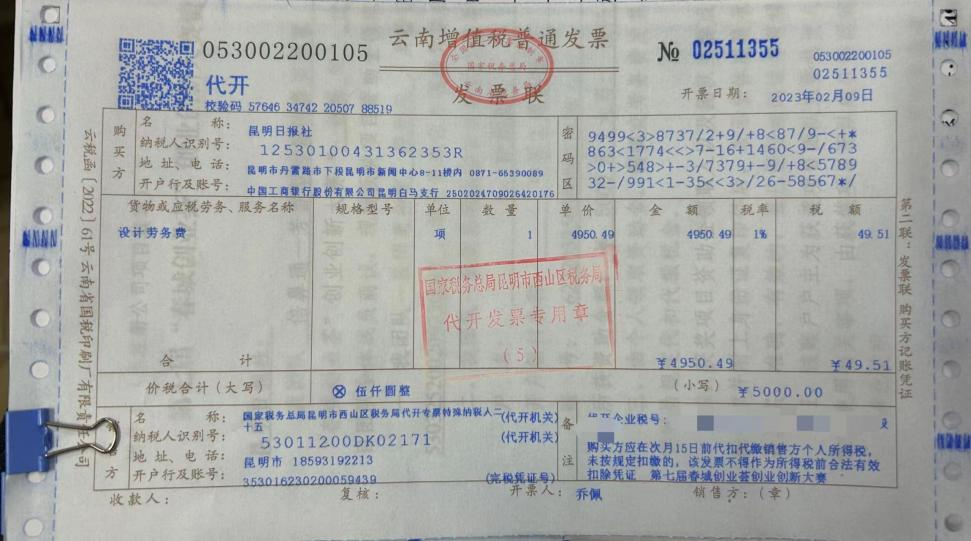 053002200105
云南增值税普通发票
№ 02511355
053002200105
02511355
代开
发票联
国家税务总局
校验码 57646 34742 20507 88519
开票日期： 2023年02月09日
购买方
名 称： 昆明日报社
纳税人识别号： 12530100431362353R
地址、电话： 昆明市丹霞路市下段昆明市新闻中心8-11楼内 0871-65390089
开户行及账号： 中国工商银行股份有限公司昆明白马支行 2502024709026420176
密码区
9499<3>8737/2+9/+8<87/9-<+*
863<1774<<>7-16+1460<9-/673
>0+>548>+-3/7379+-9/+8<5789
32-/991<1-35<<3>/26-58567*/
货物或应税劳务、服务名称 规格型号 单位 数量 单价 金额 税率 税额
设计劳务费 项 1 4950.49 4950.49 1% 49.51
国家税务总局昆明市西山区税务局
代开发票专用章
（5）
合 计 ￥4950.49 ￥49.51
价税合计（大写） ⊗ 伍仟圆整 （小写） ￥5000.00
名 称： 国家税务总局昆明市西山区税务局代开专票特殊纳税人二十五 （代开机关）
纳税人识别号： 53011200DK02171 （代开机关）
地址、电话： 昆明市 18593192213
开户行及账号： 353016230200059439 （完税凭证号）
备注
代开企业税号：
购买方应在次月15日前代扣代缴销售方个人所得税，
未按规定扣缴的，该发票不得作为所得税前合法有效
扣除凭证 第七届春城创业荟创业创新大赛
收款人： 复核： 开票人： 乔佩 销售方：（章）
云税函〔2022〕61号云南省国税印刷厂有限责任公司
第二联：发票联 购买方记账凭证